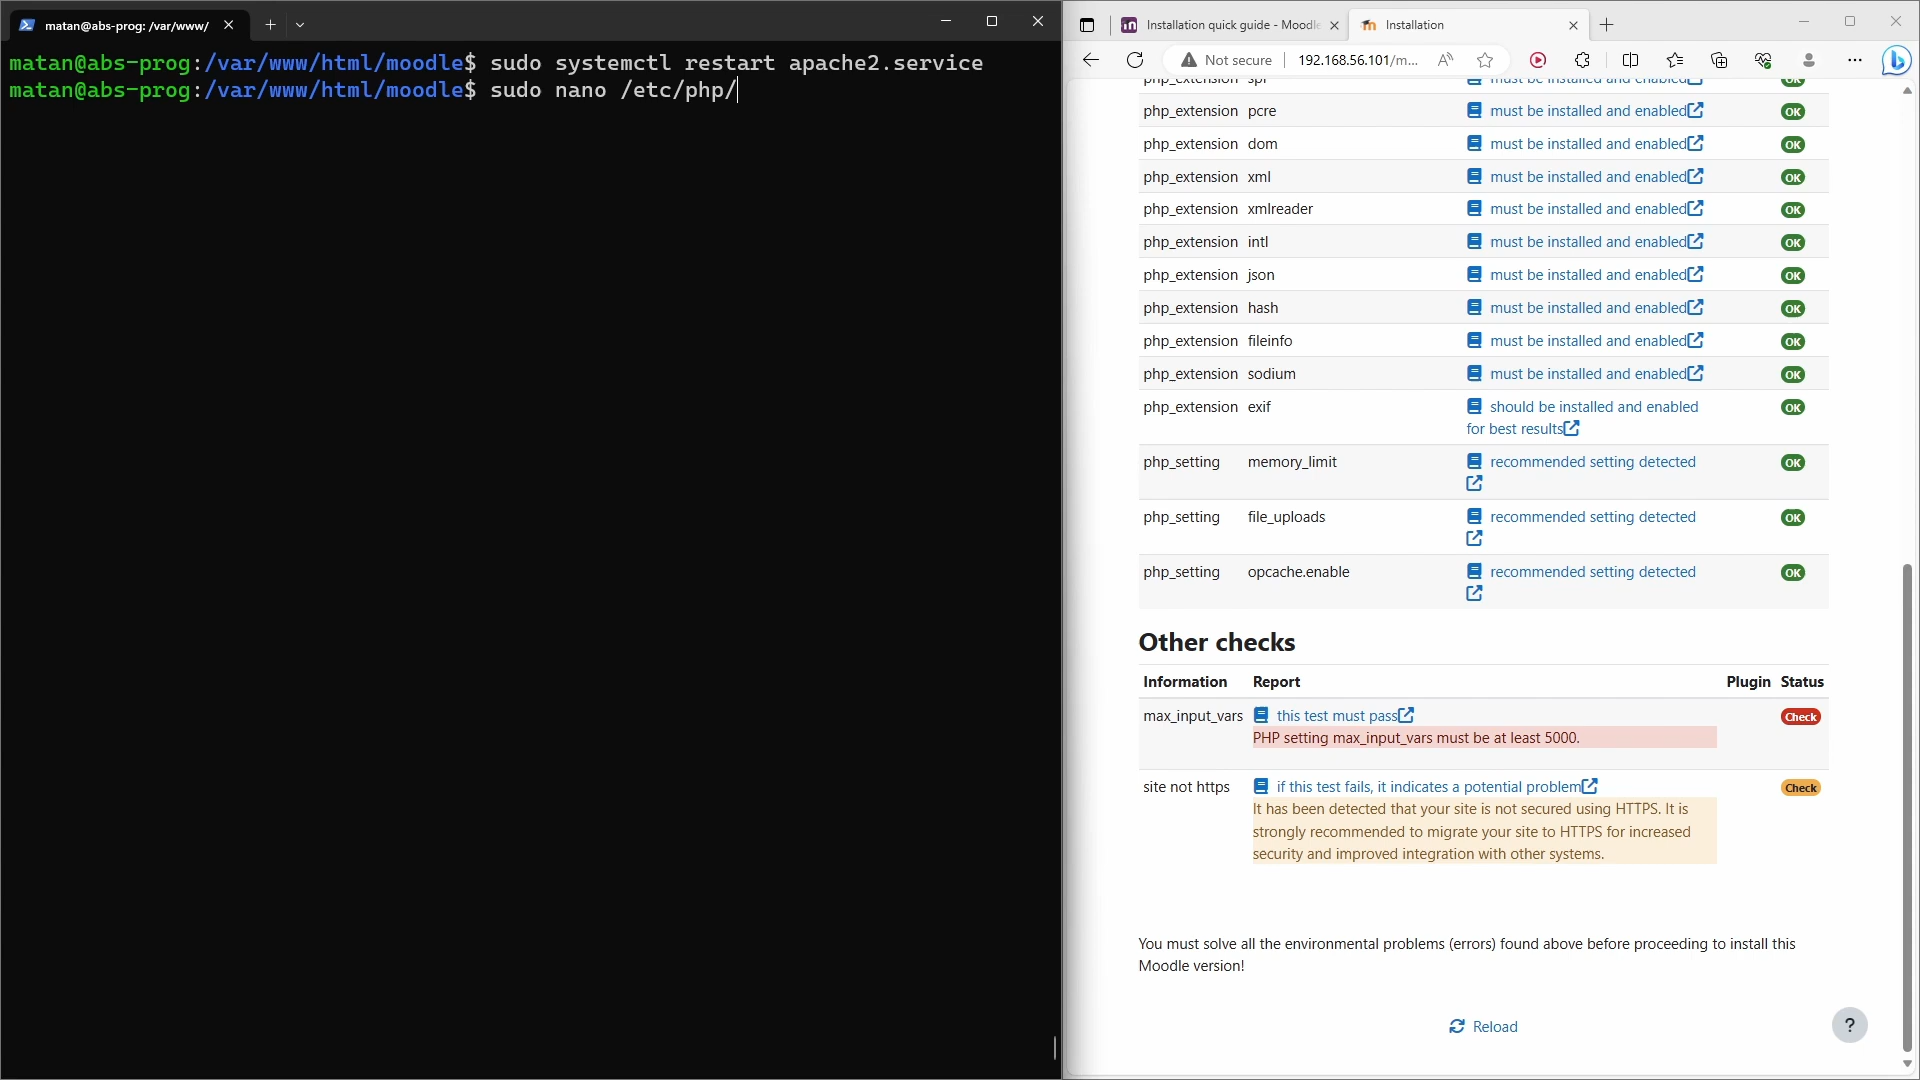 matan@abs-prog: /var/www/
matan@abs-prog:/var/www/html/moodle$ sudo systemctl restart apache2.service
matan@abs-prog:/var/www/html/moodle$ sudo nano /etc/php/
Installation quick guide - Moodle
Installation
Not secure
192.168.56.101/m...
php_extension spl must be installed and enabled OK
php_extension pcre must be installed and enabled OK
php_extension dom must be installed and enabled OK
php_extension xml must be installed and enabled OK
php_extension xmlreader must be installed and enabled OK
php_extension intl must be installed and enabled OK
php_extension json must be installed and enabled OK
php_extension hash must be installed and enabled OK
php_extension fileinfo must be installed and enabled OK
php_extension sodium must be installed and enabled OK
php_extension exif should be installed and enabled OK
for best results
php_setting memory_limit recommended setting detected OK
php_setting file_uploads recommended setting detected OK
php_setting opcache.enable recommended setting detected OK
Other checks
Information Report Plugin Status
max_input_vars this test must pass Check
PHP setting max_input_vars must be at least 5000.
site not https if this test fails, it indicates a potential problem Check
It has been detected that your site is not secured using HTTPS. It is
strongly recommended to migrate your site to HTTPS for increased
security and improved integration with other systems.
You must solve all the environmental problems (errors) found above before proceeding to install this
Moodle version!
Reload
?